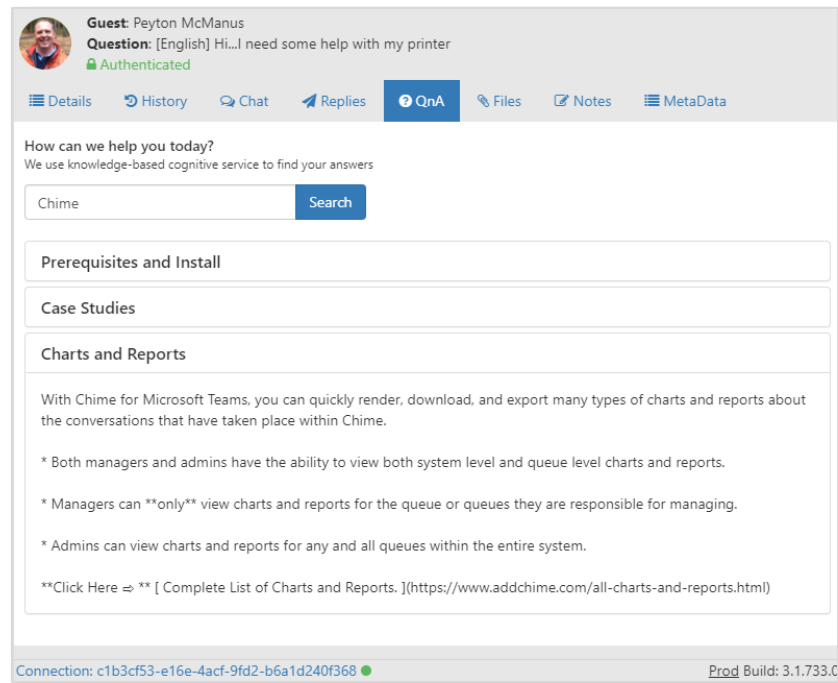 Guest: Peyton McManus
Question: [English] Hi...I need some help with my printer
Authenticated
Details History Chat Replies QnA Files Notes MetaData
How can we help you today?
We use knowledge-based cognitive service to find your answers
Chime Search
Prerequisites and Install
Case Studies
Charts and Reports
With Chime for Microsoft Teams, you can quickly render, download, and export many types of charts and reports about
the conversations that have taken place within Chime.
* Both managers and admins have the ability to view both system level and queue level charts and reports.
* Managers can **only** view charts and reports for the queue or queues they are responsible for managing.
* Admins can view charts and reports for any and all queues within the entire system.
**Click Here ⇨ ** [ Complete List of Charts and Reports. ](https://www.addchime.com/all-charts-and-reports.html)
Connection: c1b3cf53-e16e-4acf-9fd2-b6a1d240f368 Prod Build: 3.1.733.0